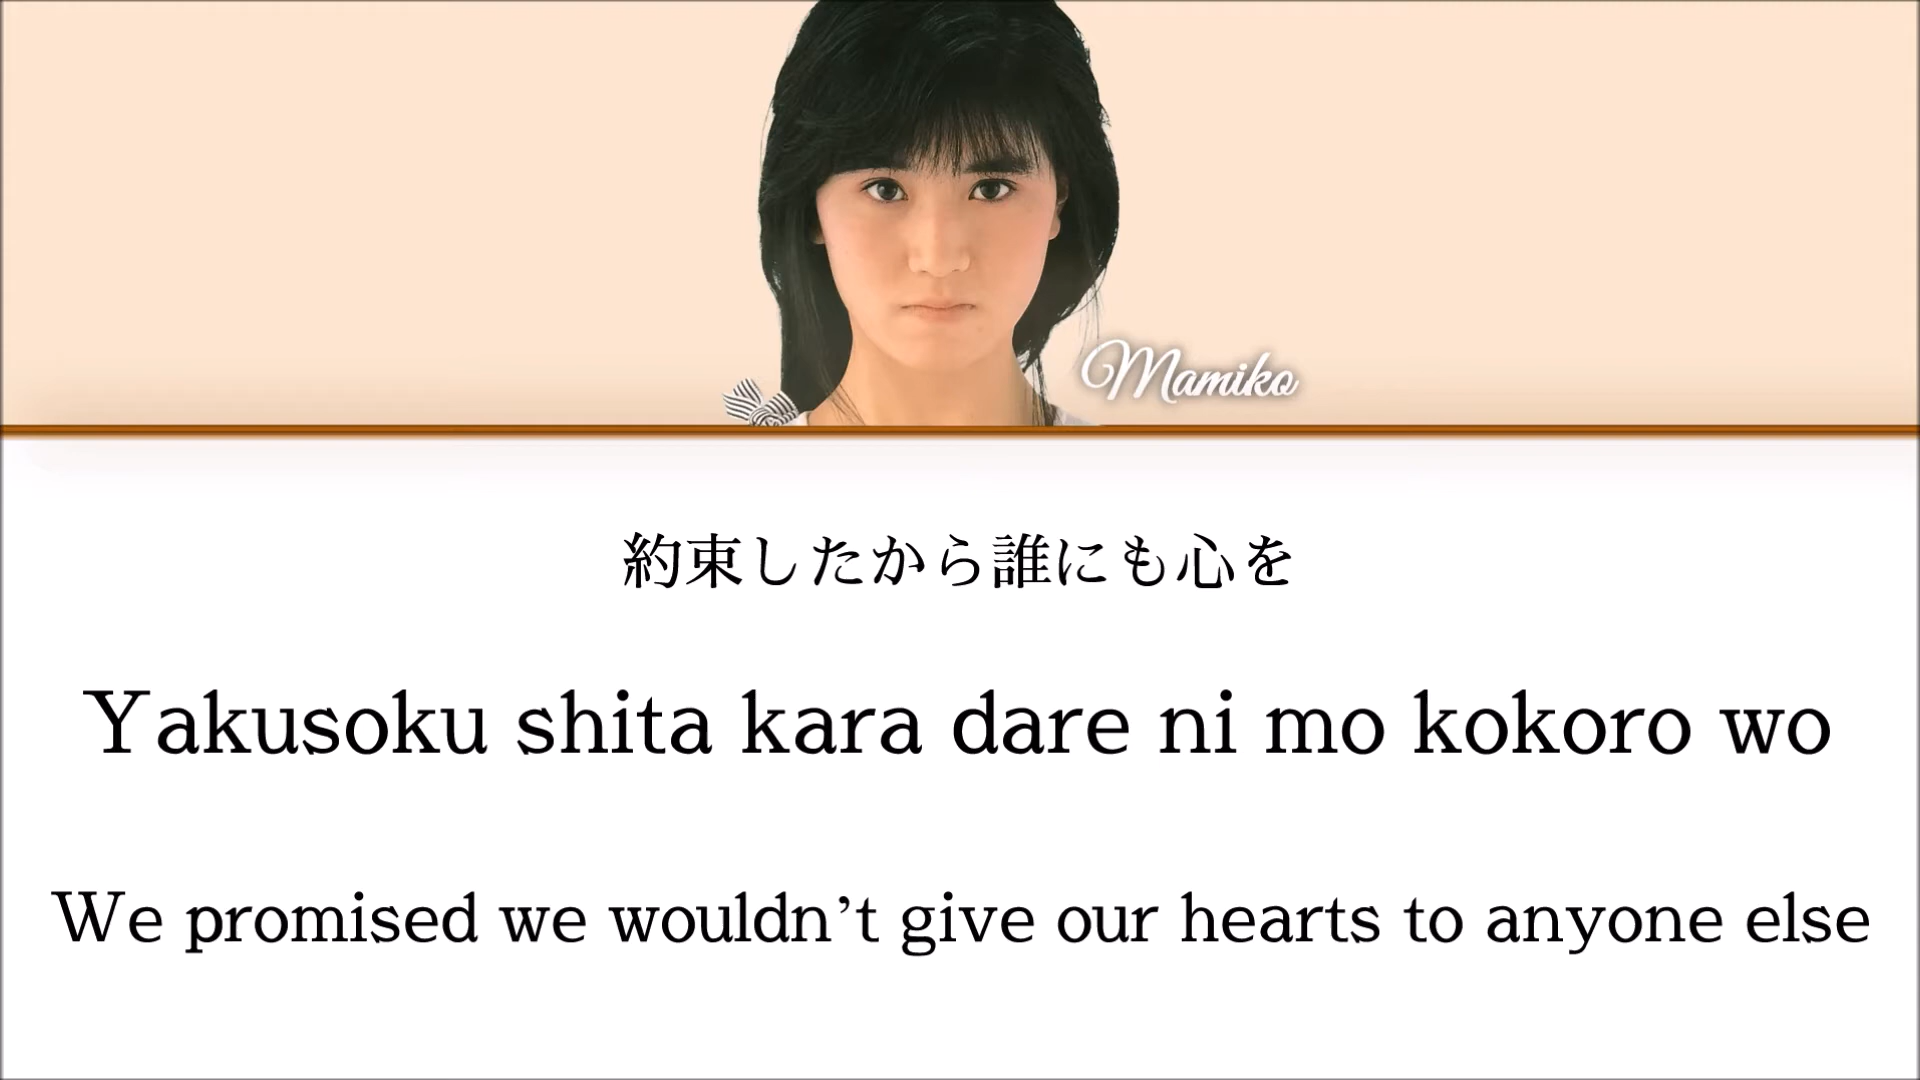 Mamiko
約束したから誰にも心を
Yakusoku shita kara dare ni mo kokoro wo
We promised we wouldn’t give our hearts to anyone else